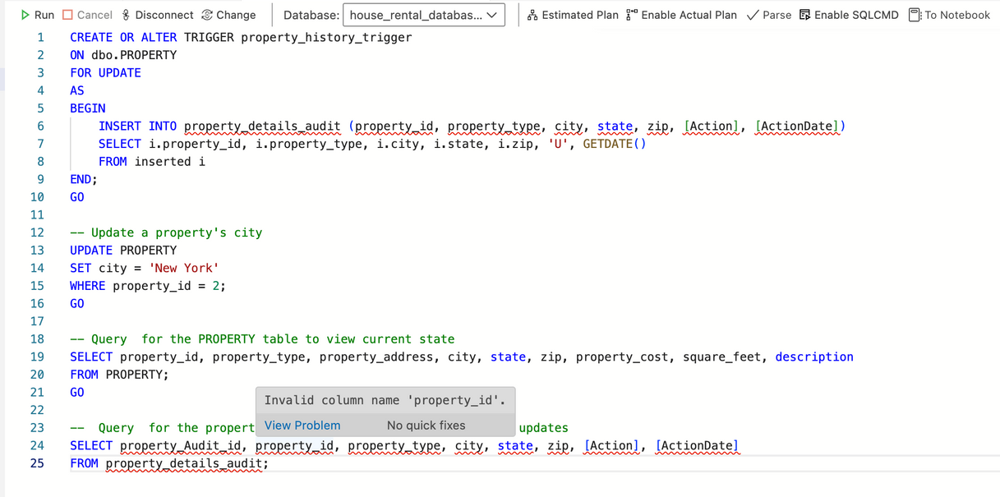 Run Cancel Disconnect Change Database: house_rental_databas... Estimated Plan Enable Actual Plan Parse Enable SQLCMD To Notebook
1 CREATE OR ALTER TRIGGER property_history_trigger
2 ON dbo.PROPERTY
3 FOR UPDATE
4 AS
5 BEGIN
6 INSERT INTO property_details_audit (property_id, property_type, city, state, zip, [Action], [ActionDate])
7 SELECT i.property_id, i.property_type, i.city, i.state, i.zip, 'U', GETDATE()
8 FROM inserted i
9 END;
10 GO
11
12 -- Update a property's city
13 UPDATE PROPERTY
14 SET city = 'New York'
15 WHERE property_id = 2;
16 GO
17
18 -- Query  for the PROPERTY table to view current state
19 SELECT property_id, property_type, property_address, city, state, zip, property_cost, square_feet, description
20 FROM PROPERTY;
21 GO
Invalid column name 'property_id'.
22
View Problem No quick fixes
23 --  Query  for the propert updates
24 SELECT property_Audit_id, property_id, property_type, city, state, zip, [Action], [ActionDate]
25 FROM property_details_audit;